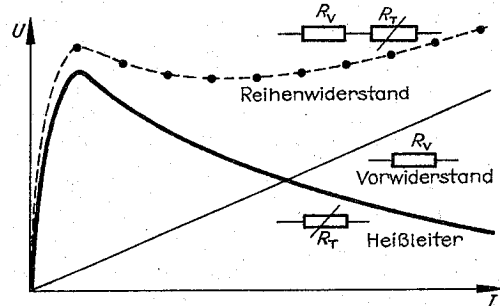 U
R_V R_T
Reihenwiderstand
R_V
Vorwiderstand
R_T
Heißleiter
I